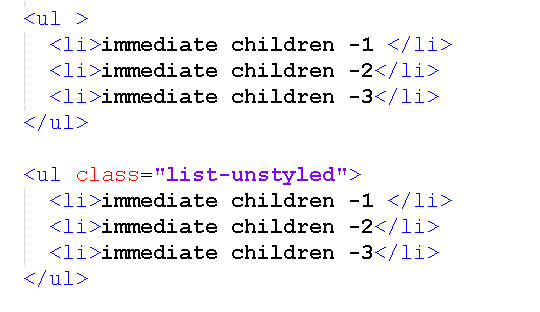 <ul >
<li>immediate children -1 </li>
<li>immediate children -2</li>
<li>immediate children -3</li>
</ul>
<ul class="list-unstyled">
<li>immediate children -1 </li>
<li>immediate children -2</li>
<li>immediate children -3</li>
</ul>